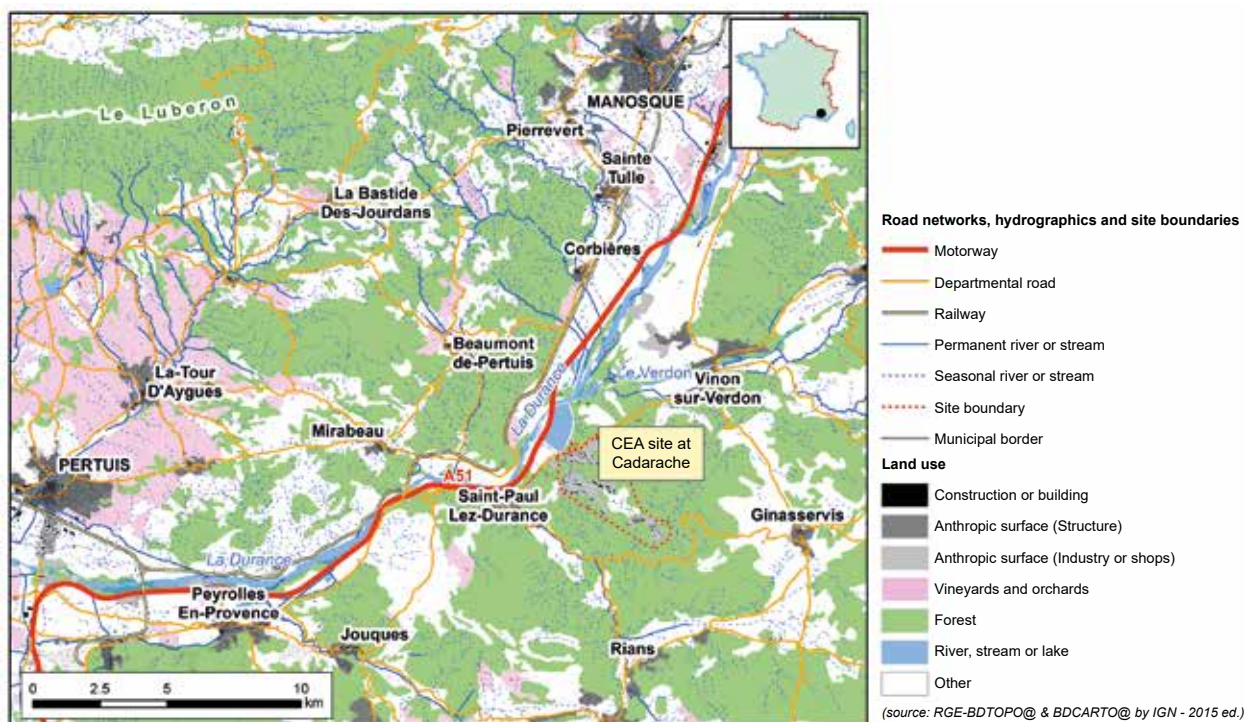 Le Luberon
MANOSQUE
Pierrevert
Sainte
Tulle
La Bastide
Des-Jourdans
Corbières
Beaumont
de-Pertuis
La-Tour
D'Aygues
La Durance
Le Verdon
Vinon
sur-Verdon
Mirabeau
CEA site at
Cadarache
PERTUIS
A51
Saint-Paul
Lez-Durance
Ginasservis
La Durance
Peyrolles
En-Provence
Jouques
Rians
0 2.5 5 10
km
Road networks, hydrographics and site boundaries
Motorway
Departmental road
Railway
Permanent river or stream
Seasonal river or stream
Site boundary
Municipal border
Land use
Construction or building
Anthropic surface (Structure)
Anthropic surface (Industry or shops)
Vineyards and orchards
Forest
River, stream or lake
Other
(source: RGE-BDTOPO@ & BDCARTO@ by IGN - 2015 ed.)